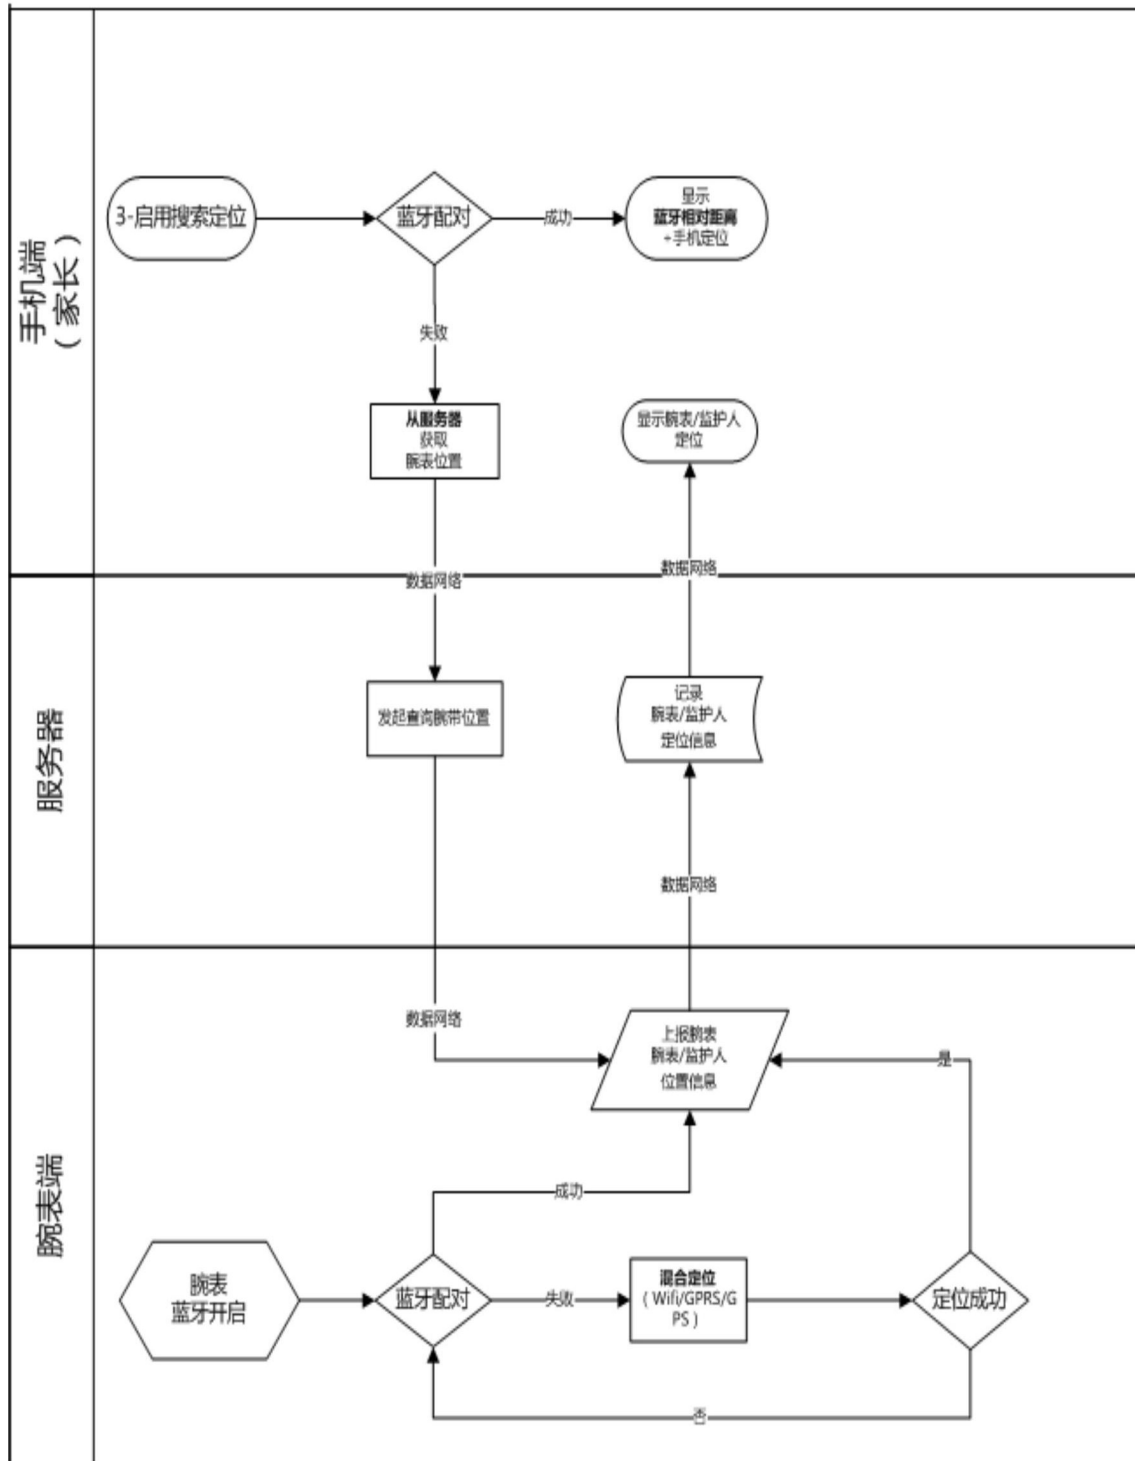 手机端
（家长）
3-启用搜索定位
蓝牙配对
成功
显示
蓝牙相对距离
+手机定位
失败
从服务器
获取
腕表位置
显示腕表/监护人
定位
数据网络
数据网络
服务器
发起查询腕带位置
记录
腕表/监护人
定位信息
数据网络
腕表端
数据网络
上报腕表
腕表/监护人
位置信息
是
成功
腕表
蓝牙开启
蓝牙配对
失败
混合定位
（Wifi/GPRS/G
PS）
定位成功
否